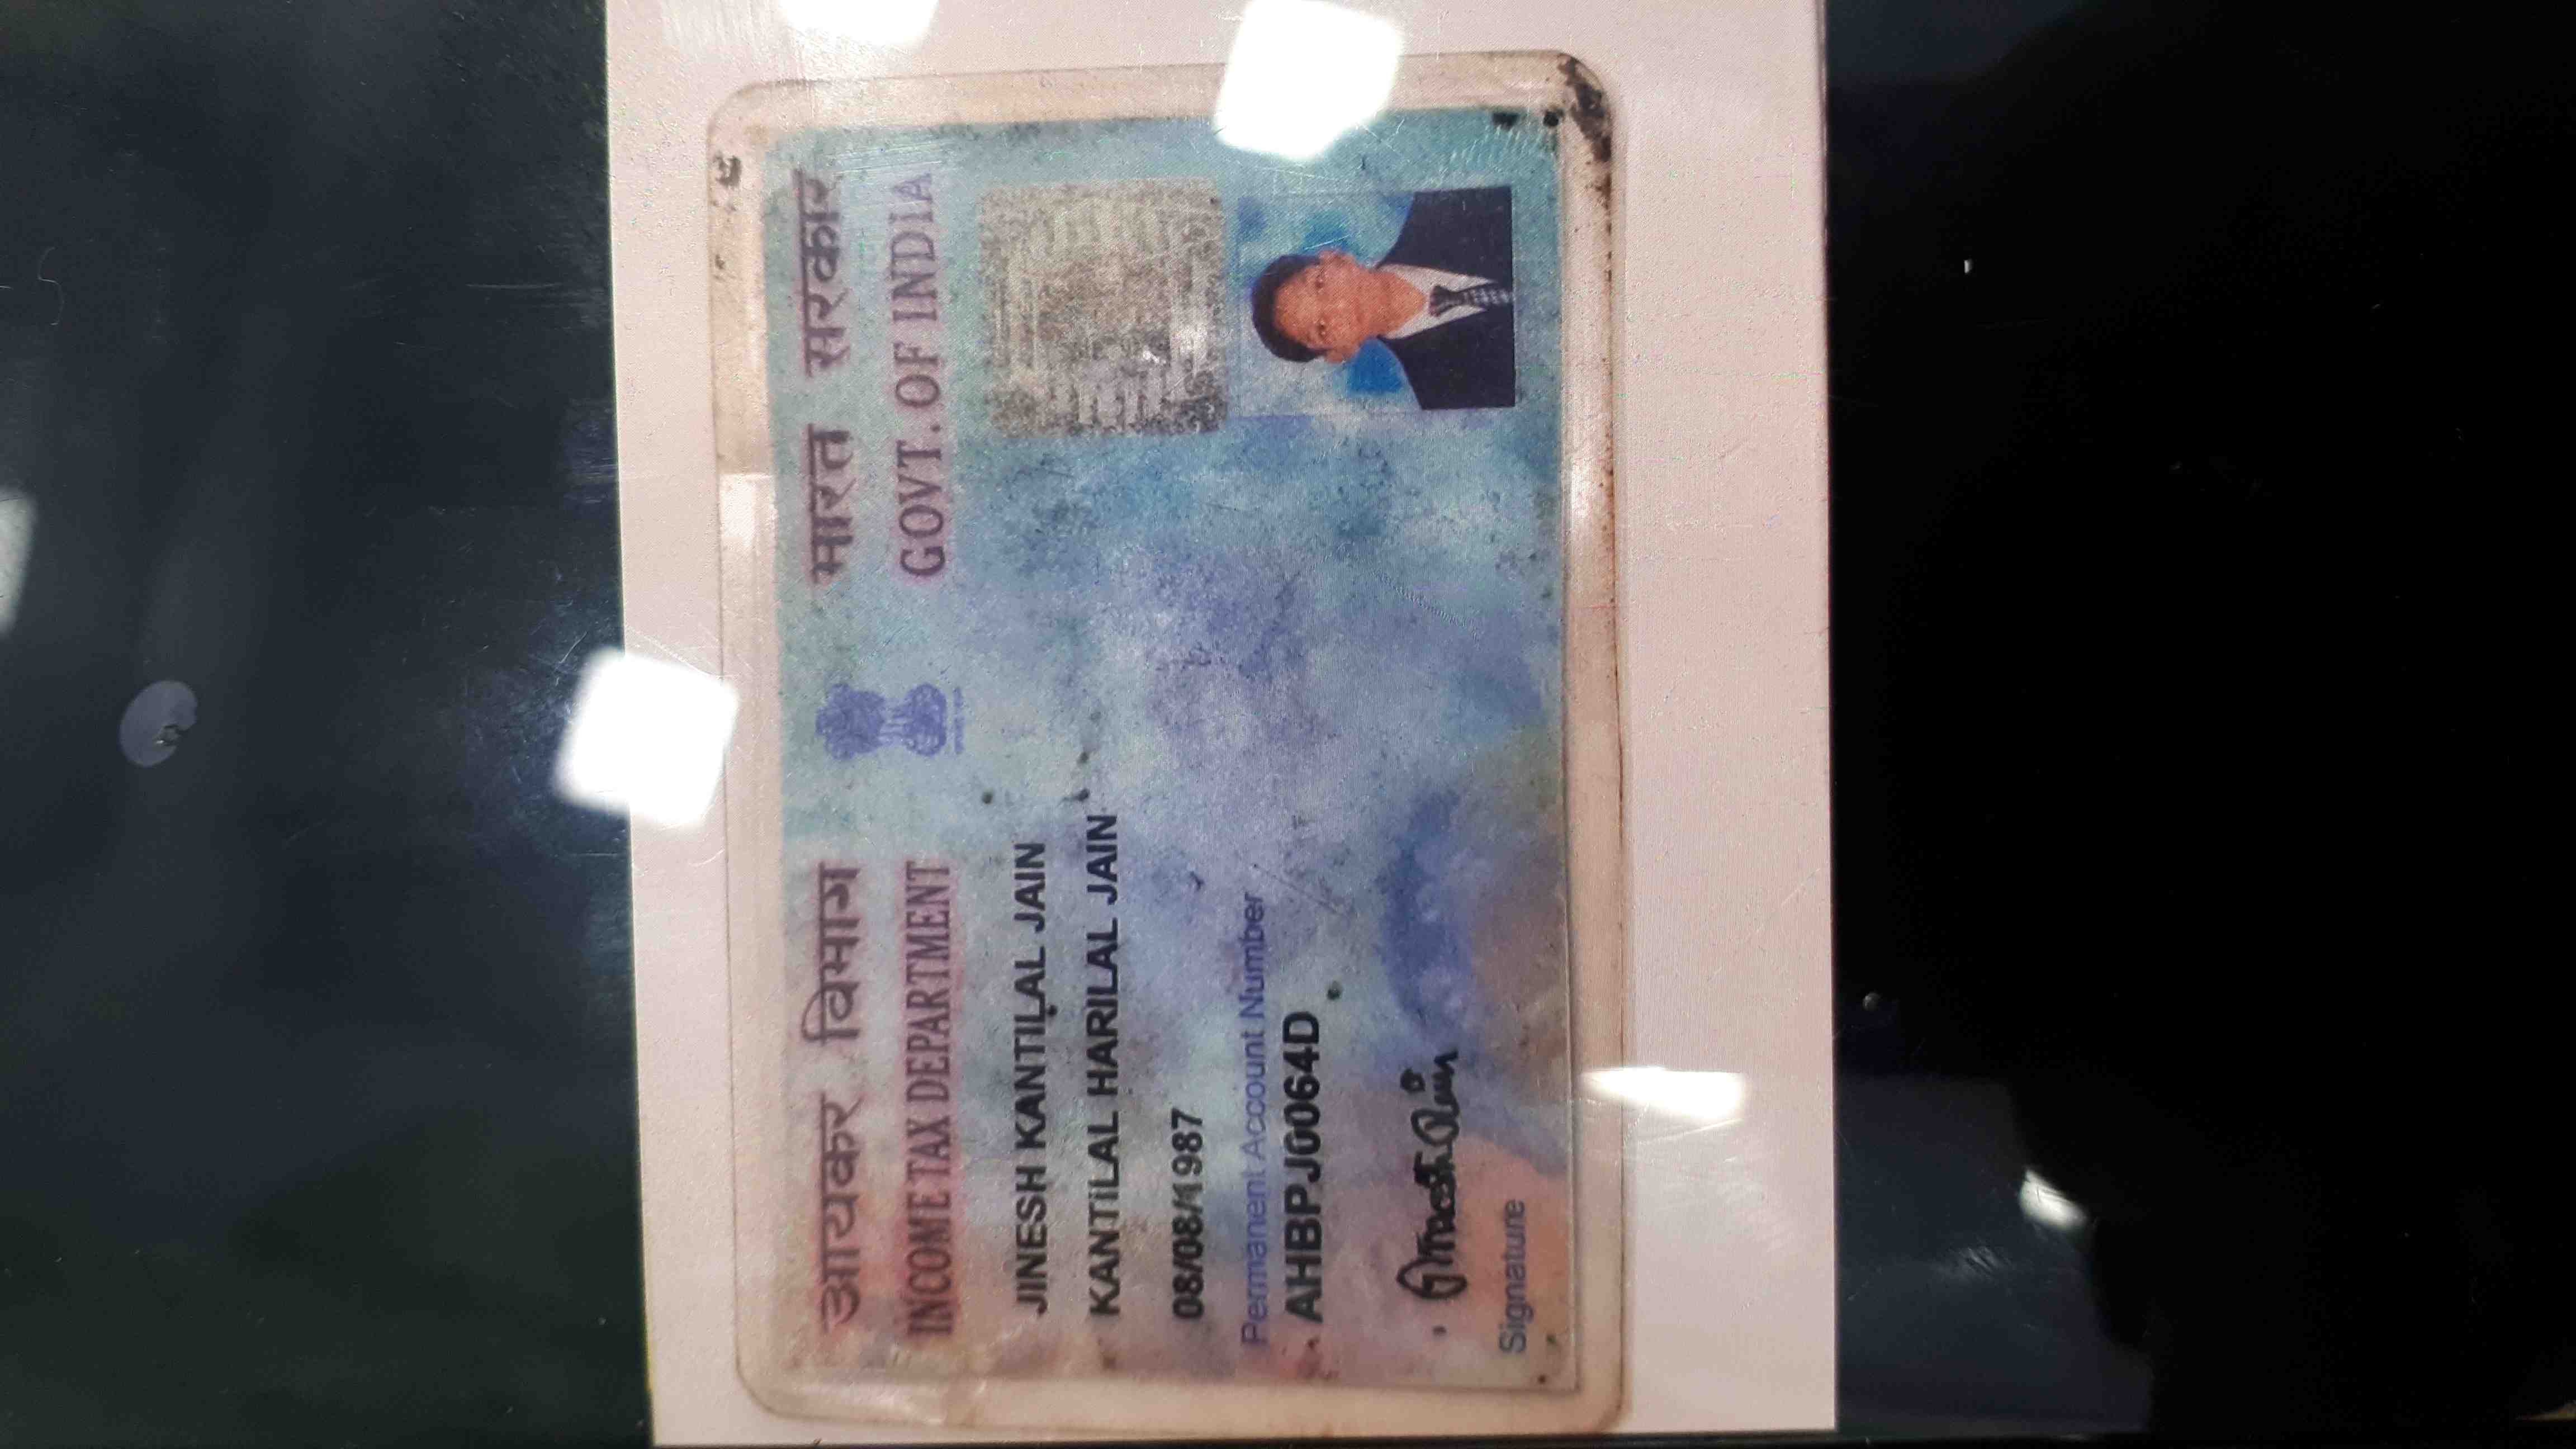 आयकर विभाग
भारत सरकार
INCOME TAX DEPARTMENT
GOVT. OF INDIA
JINESH KANTILAL JAIN
KANTILAL HARILAL JAIN
08/08/1987
Permanent Account Number
AHBPJ0064D
Signature